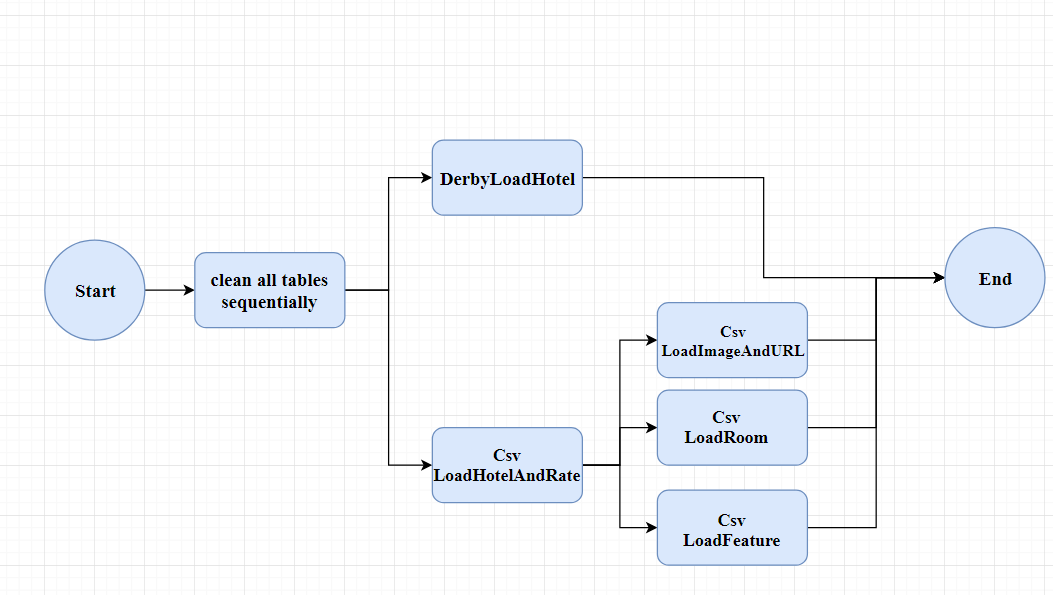 Start
clean all tables
sequentially
DerbyLoadHotel
Csv
LoadHotelAndRate
Csv
LoadImageAndURL
Csv
LoadRoom
Csv
LoadFeature
End